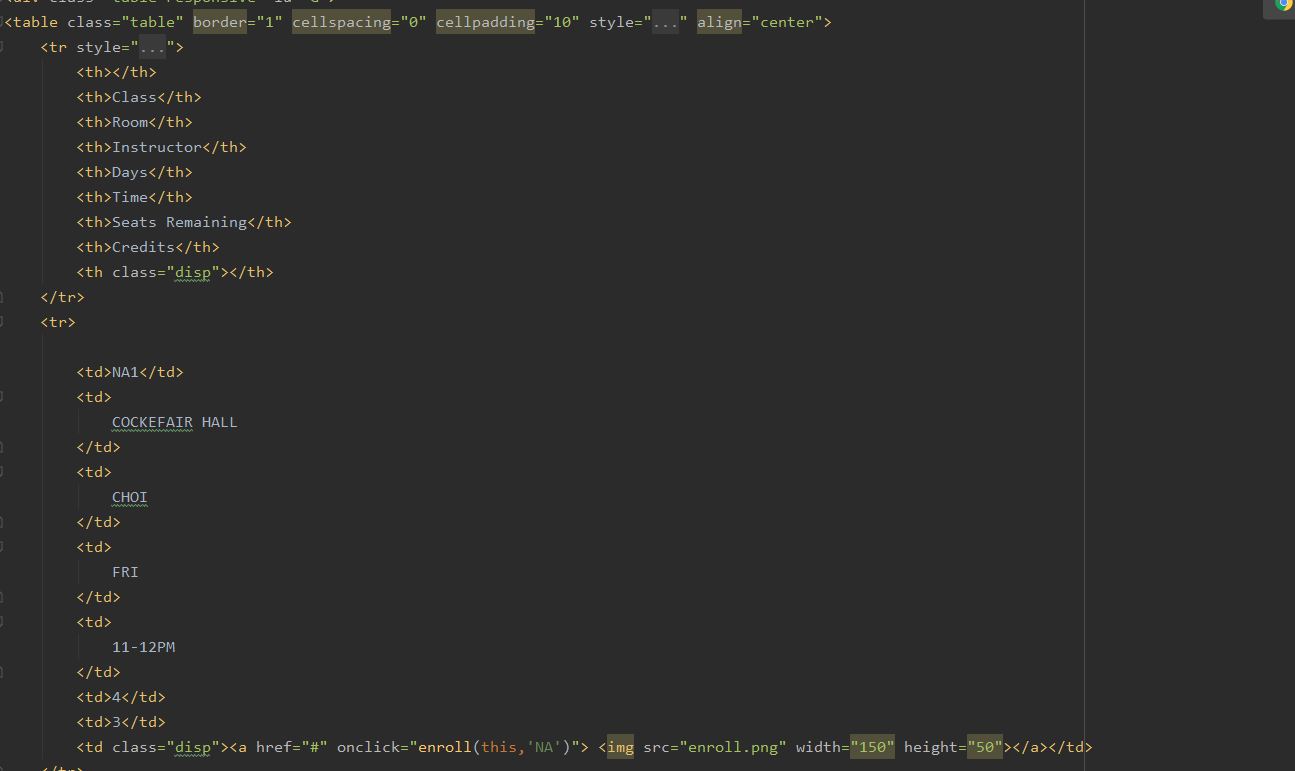 <table class="table" border="1" cellspacing="0" cellpadding="10" style="..." align="center">
<tr style="...">
<th></th>
<th>Class</th>
<th>Room</th>
<th>Instructor</th>
<th>Days</th>
<th>Time</th>
<th>Seats Remaining</th>
<th>Credits</th>
<th class="disp"></th>
</tr>
<tr>
<td>NA1</td>
<td>
COCKEFAIR HALL
</td>
<td>
CHOI
</td>
<td>
FRI
</td>
<td>
11-12PM
</td>
<td>4</td>
<td>3</td>
<td class="disp"><a href="#" onclick="enroll(this,'NA')"> <img src="enroll.png" width="150" height="50"></a></td>